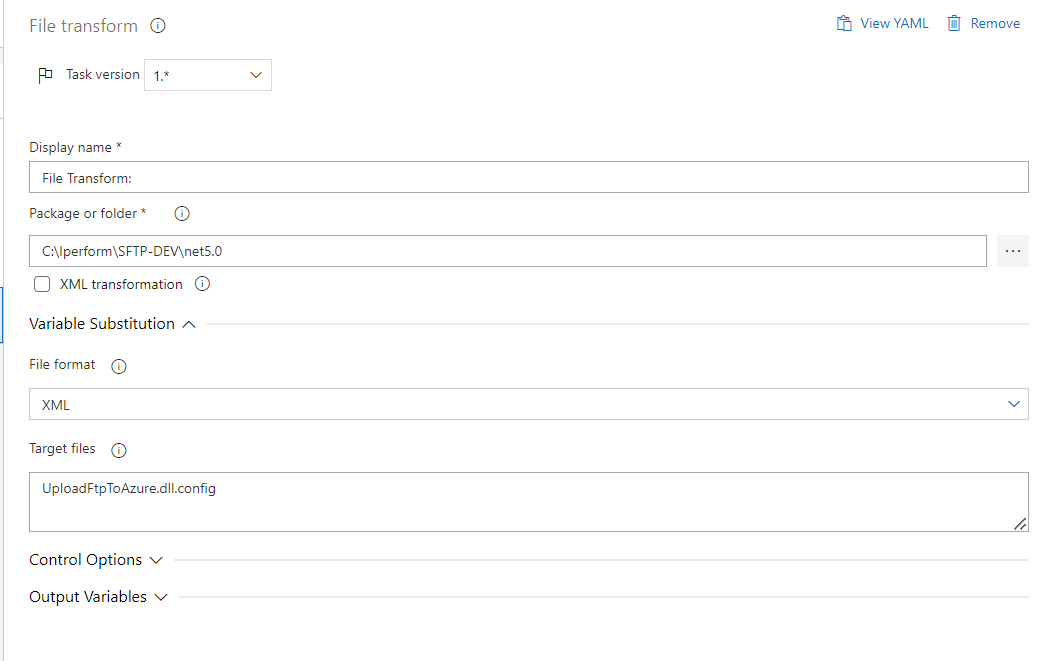 File transform
View YAML
Remove
Task version 1.*
Display name *
File Transform:
Package or folder *
C:\Iperform\SFTP-DEV\net5.0
...
XML transformation
Variable Substitution
File format
XML
Target files
UploadFtpToAzure.dll.config
Control Options
Output Variables